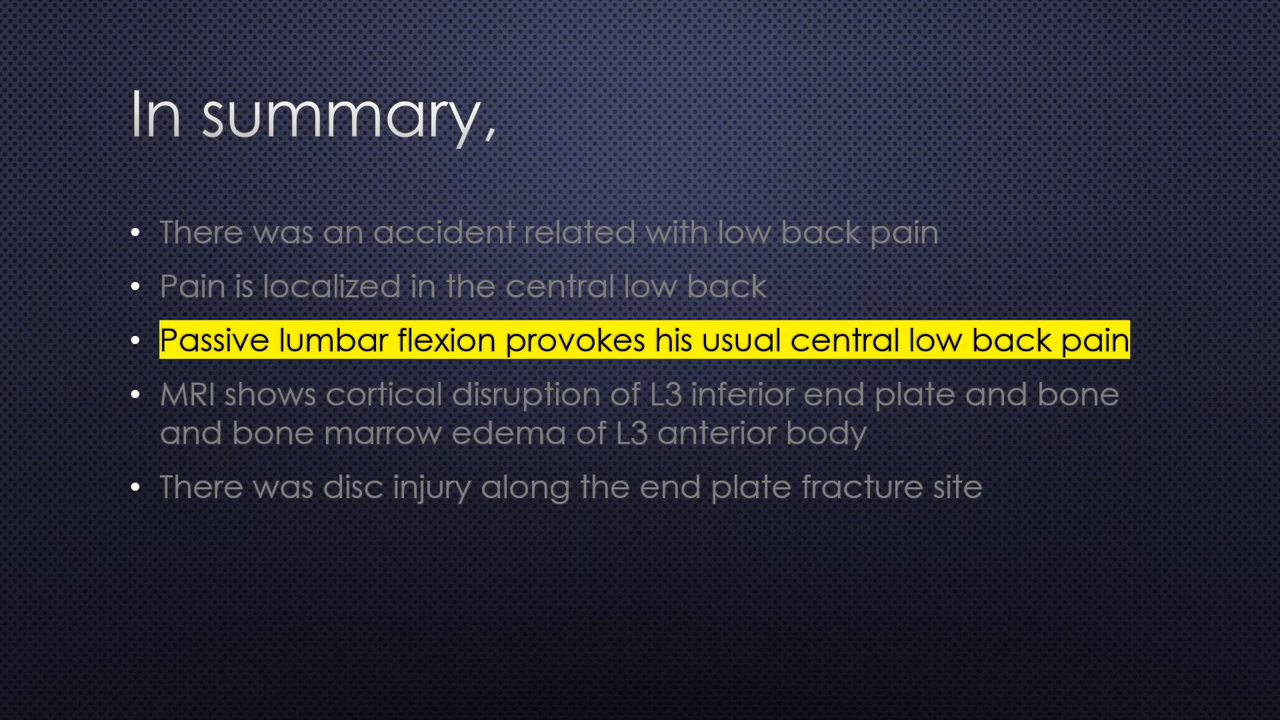 In summary,
• There was an accident related with low back pain
• Pain is localized in the central low back
• Passive lumbar flexion provokes his usual central low back pain
• MRI shows cortical disruption of L3 inferior end plate and bone
and bone marrow edema of L3 anterior body
• There was disc injury along the end plate fracture site